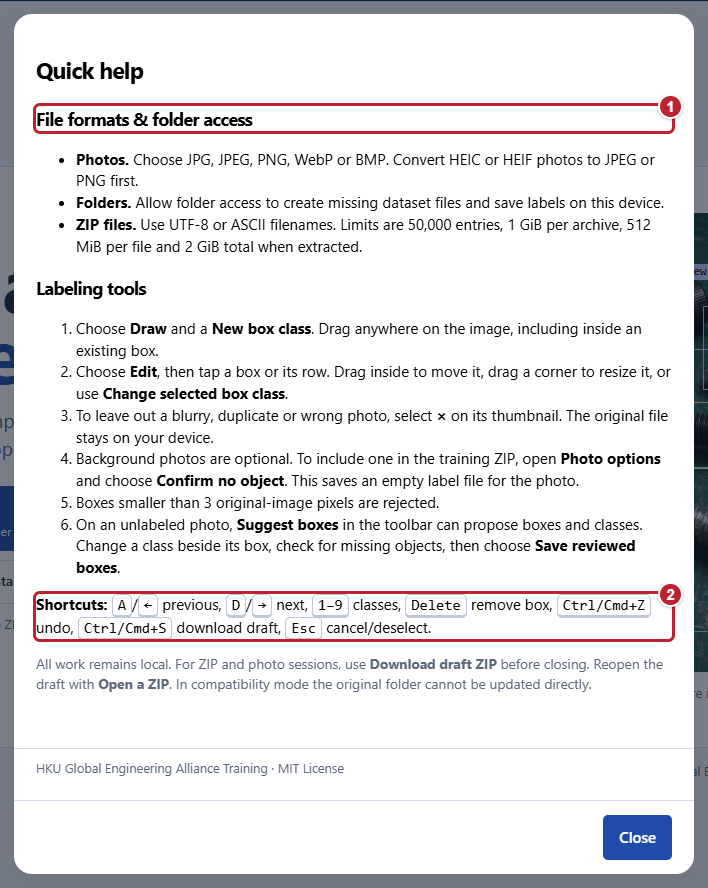 Quick help
1
File formats & folder access
• Photos. Choose JPG, JPEG, PNG, WebP or BMP. Convert HEIC or HEIF photos to JPEG or
PNG first.
• Folders. Allow folder access to create missing dataset files and save labels on this device.
• ZIP files. Use UTF-8 or ASCII filenames. Limits are 50,000 entries, 1 GiB per archive, 512
MiB per file and 2 GiB total when extracted.
Labeling tools
1. Choose Draw and a New box class. Drag anywhere on the image, including inside an
existing box.
2. Choose Edit, then tap a box or its row. Drag inside to move it, drag a corner to resize it, or
use Change selected box class.
3. To leave out a blurry, duplicate or wrong photo, select × on its thumbnail. The original file
stays on your device.
4. Background photos are optional. To include one in the training ZIP, open Photo options
and choose Confirm no object. This saves an empty label file for the photo.
5. Boxes smaller than 3 original-image pixels are rejected.
6. On an unlabeled photo, Suggest boxes in the toolbar can propose boxes and classes.
Change a class beside its box, check for missing objects, then choose Save reviewed
boxes.
2
Shortcuts: A/← previous, D/→ next, 1–9 classes, Delete remove box, Ctrl/Cmd+Z
undo, Ctrl/Cmd+S download draft, Esc cancel/deselect.
All work remains local. For ZIP and photo sessions, use Download draft ZIP before closing. Reopen the
draft with Open a ZIP. In compatibility mode the original folder cannot be updated directly.
HKU Global Engineering Alliance Training · MIT License
Close